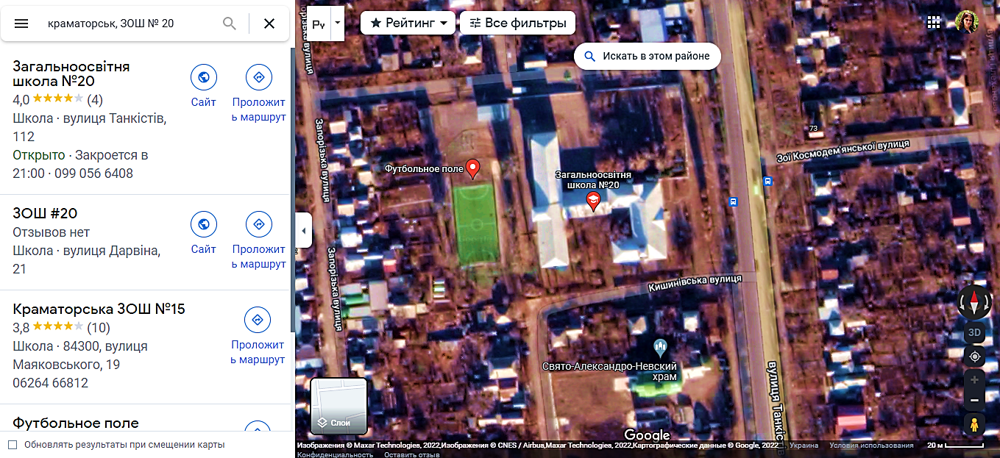 краматорськ, ЗОШ № 20
Загальноосвітня
школа №20
4,0 (4)
Школа · вулиця Танкістів,
112
Открыто · Закроется в
21:00 · 099 056 6408
Сайт
Проложит
ь маршрут
ЗОШ #20
Отзывов нет
Школа · вулиця Дарвіна,
21
Сайт
Проложит
ь маршрут
Краматорська ЗОШ №15
3,8 (10)
Школа · 84300, вулиця
Маяковського, 19
06264 66812
Проложит
ь маршрут
Футбольное поле
Обновлять результаты при смещении карты
Рейтинг
Все фильтры
Искать в этом районе
Запорізька вулиця
Запорізька вулиця
Футбольное поле
Загальноосвітня
школа №20
73
Зої Космодем'янської вулиця
Кишинівська вулиця
Свято-Александро-Невский
храм
вулиця Танкіс
3D
Слои
Google
Изображения © Maxar Technologies, 2022,Изображения © CNES / Airbus,Maxar Technologies, 2022,Картографические данные © Google, 2022
Украина
Условия использования
20 м
Конфиденциальность
Оставить отзыв